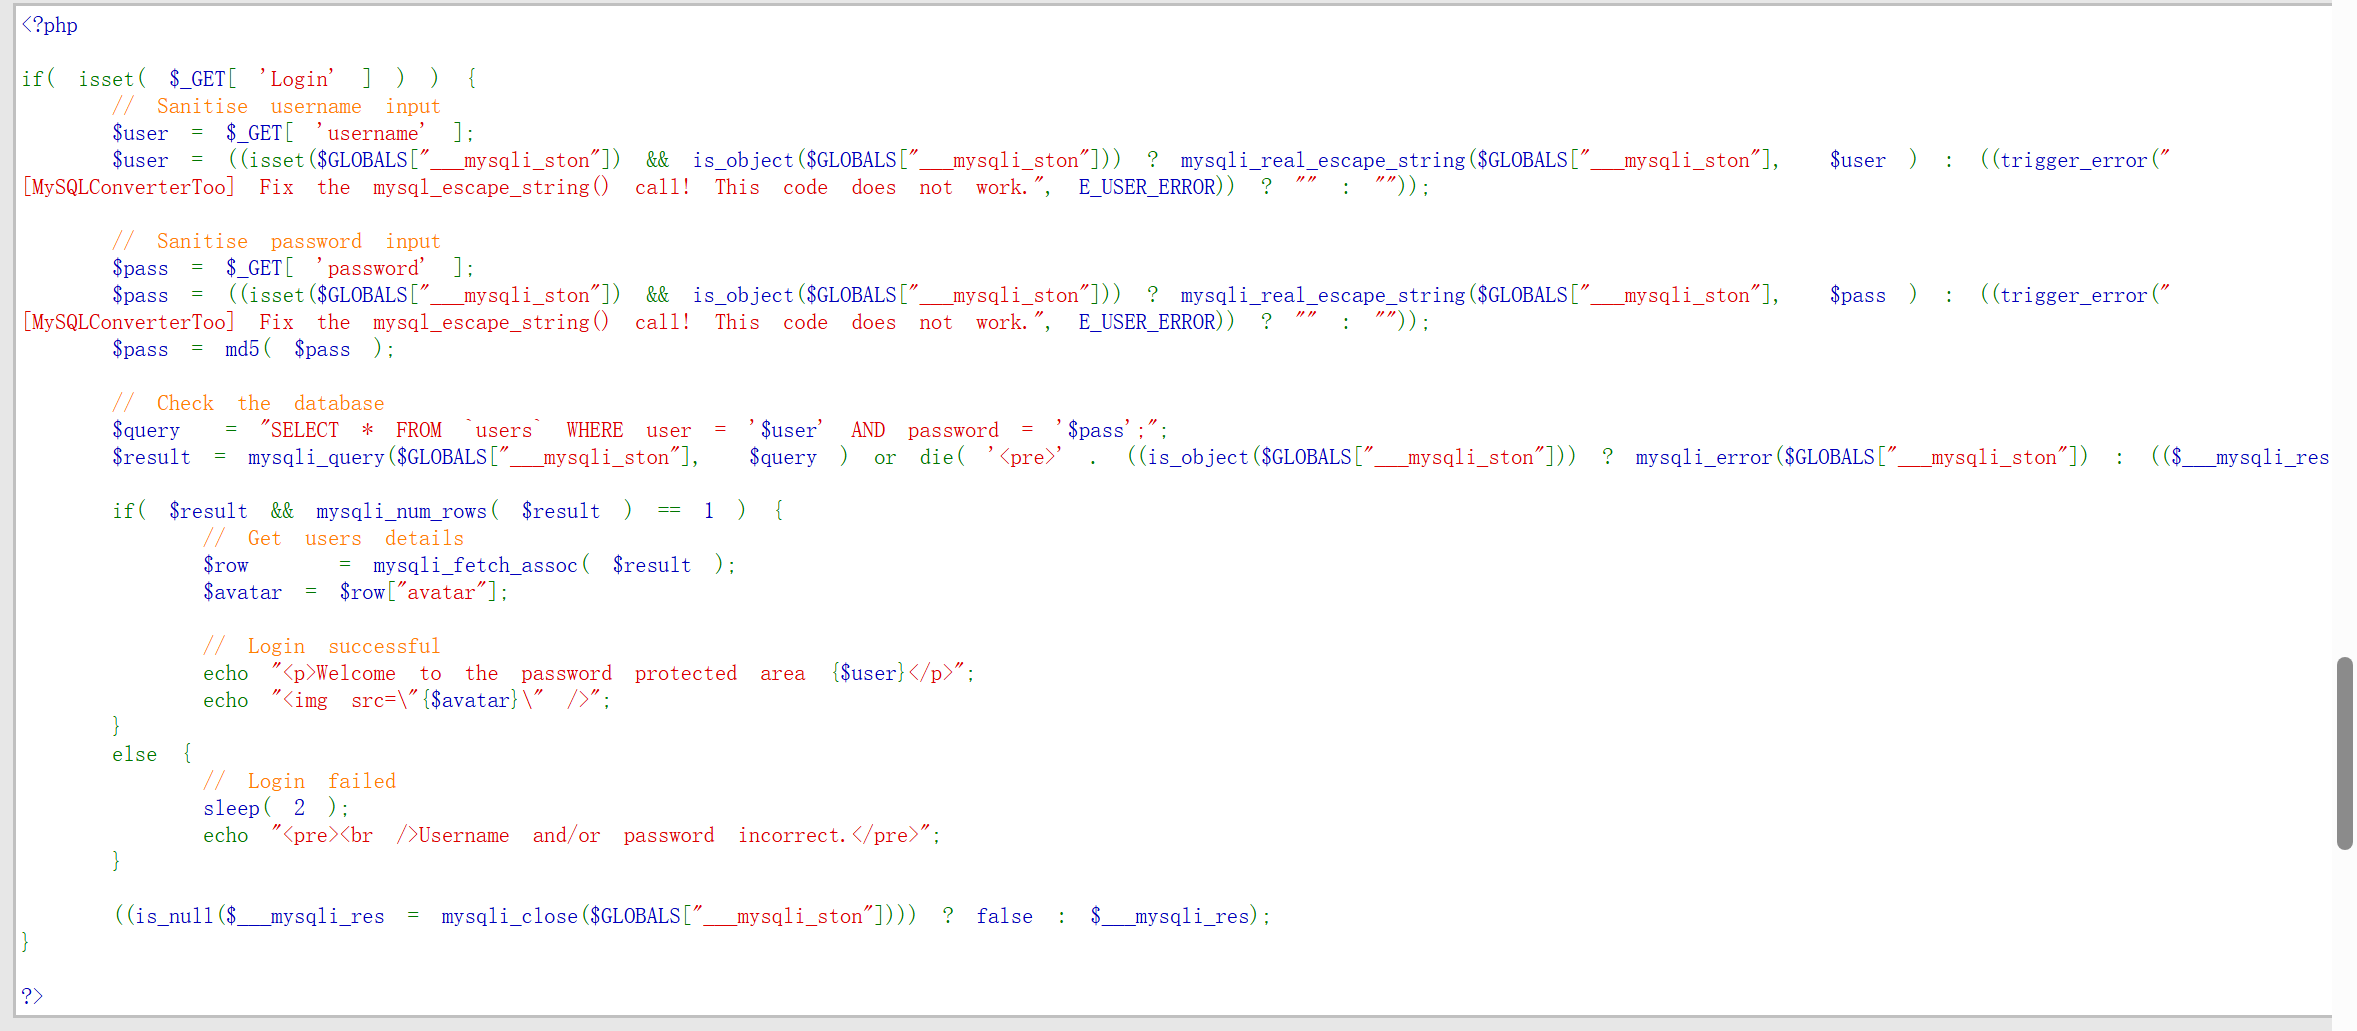 <?php
if( isset( $_GET[ 'Login' ] ) ) {
// Sanitise username input
$user = $_GET[ 'username' ];
$user = ((isset($GLOBALS["___mysqli_ston"]) && is_object($GLOBALS["___mysqli_ston"])) ? mysqli_real_escape_string($GLOBALS["___mysqli_ston"], $user ) : ((trigger_error("
[MySQLConverterToo] Fix the mysql_escape_string() call! This code does not work.", E_USER_ERROR)) ? "" : ""));
// Sanitise password input
$pass = $_GET[ 'password' ];
$pass = ((isset($GLOBALS["___mysqli_ston"]) && is_object($GLOBALS["___mysqli_ston"])) ? mysqli_real_escape_string($GLOBALS["___mysqli_ston"], $pass ) : ((trigger_error("
[MySQLConverterToo] Fix the mysql_escape_string() call! This code does not work.", E_USER_ERROR)) ? "" : ""));
$pass = md5( $pass );
// Check the database
$query = "SELECT * FROM `users` WHERE user = '$user' AND password = '$pass';";
$result = mysqli_query($GLOBALS["___mysqli_ston"], $query ) or die( '<pre>' . ((is_object($GLOBALS["___mysqli_ston"])) ? mysqli_error($GLOBALS["___mysqli_ston"]) : (($___mysqli_res
if( $result && mysqli_num_rows( $result ) == 1 ) {
// Get users details
$row = mysqli_fetch_assoc( $result );
$avatar = $row["avatar"];
// Login successful
echo "<p>Welcome to the password protected area {$user}</p>";
echo "<img src=\"{$avatar}\" />";
}
else {
// Login failed
sleep( 2 );
echo "<pre><br />Username and/or password incorrect.</pre>";
}
((is_null($___mysqli_res = mysqli_close($GLOBALS["___mysqli_ston"]))) ? false : $___mysqli_res);
}
?>